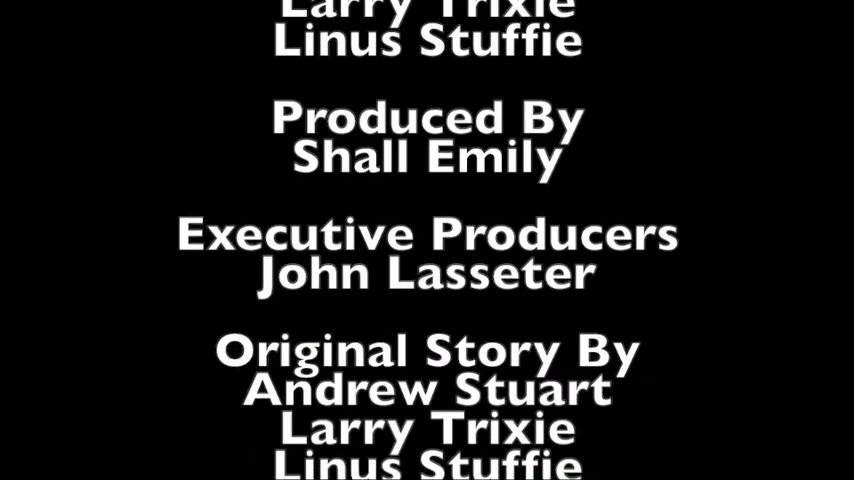 Larry Trixie
Linus Stuffie
Produced By
Shall Emily
Executive Producers
John Lasseter
Original Story By
Andrew Stuart
Larry Trixie
Linus Stuffie